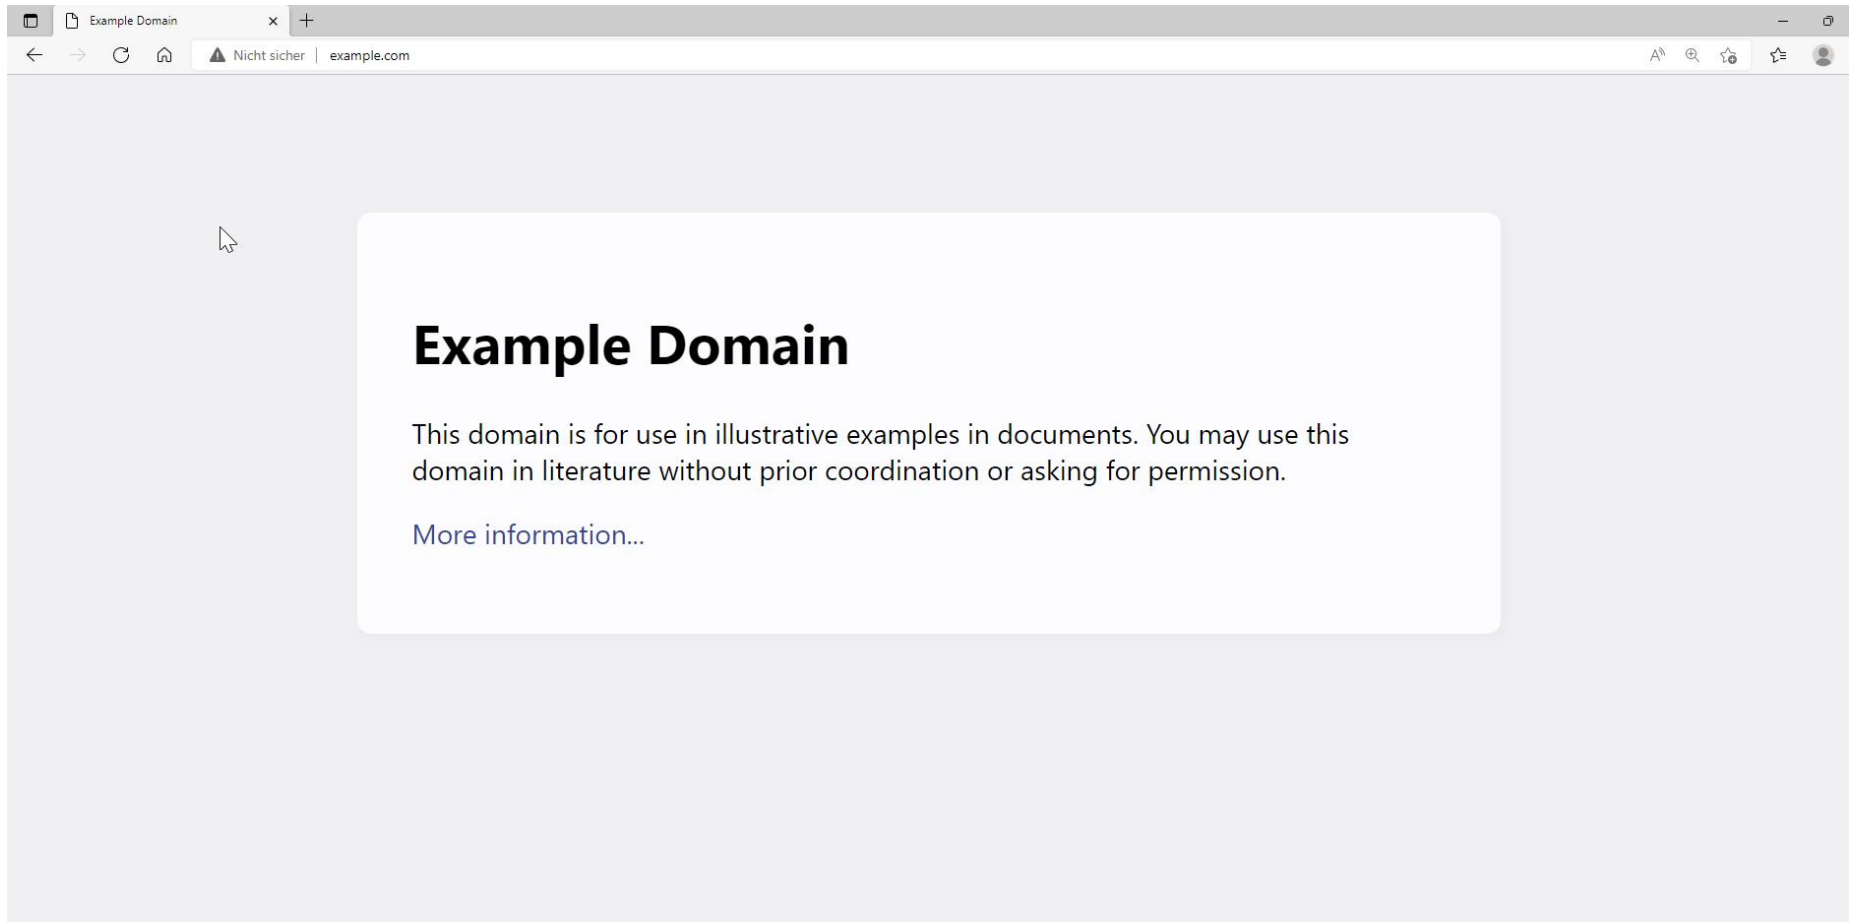 Example Domain
Nicht sicher example.com
Example Domain
This domain is for use in illustrative examples in documents. You may use this
domain in literature without prior coordination or asking for permission.
More information...